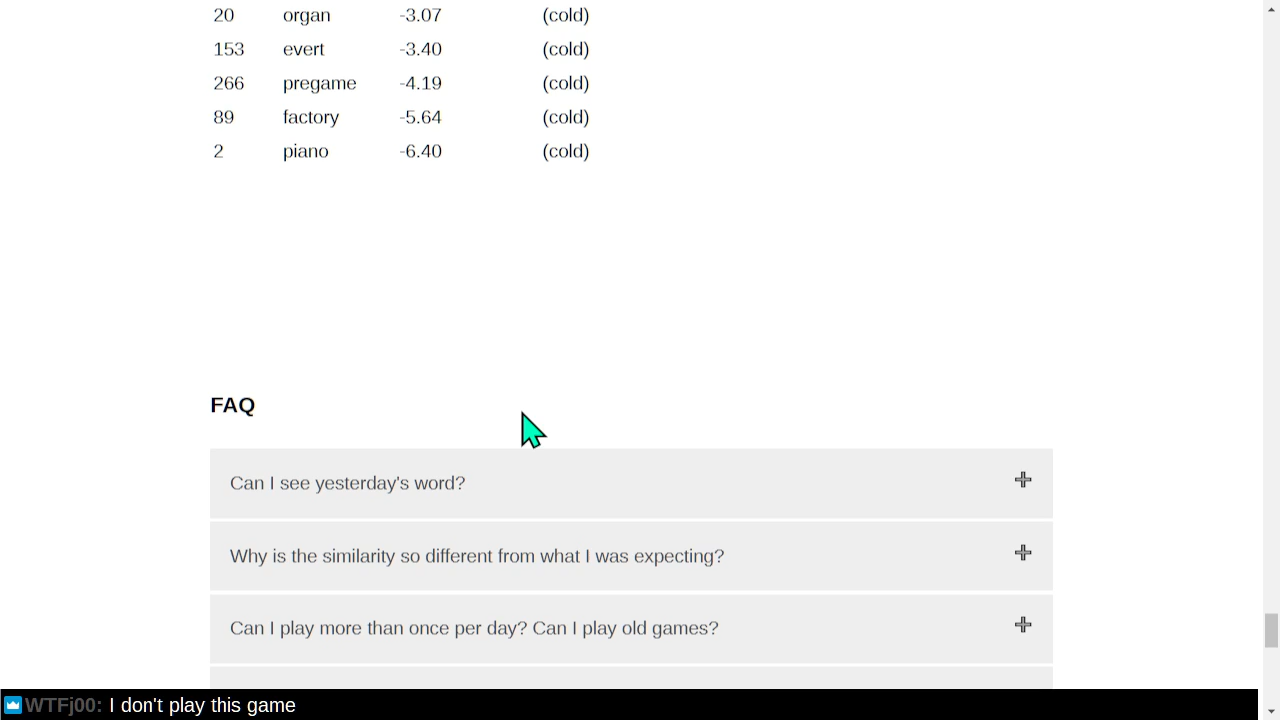 20 organ -3.07 (cold)
153 evert -3.40 (cold)
266 pregame -4.19 (cold)
89 factory -5.64 (cold)
2 piano -6.40 (cold)
FAQ
Can I see yesterday's word?
Why is the similarity so different from what I was expecting?
Can I play more than once per day? Can I play old games?
WTFj00: I don't play this game